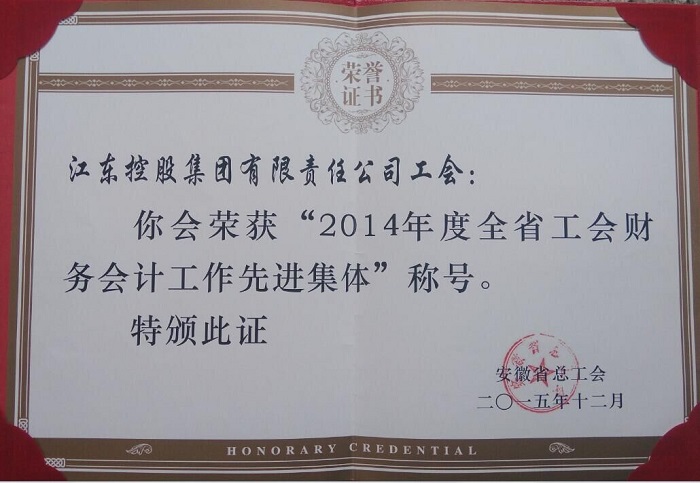 荣誉
证书
江东控股集团有限责任公司工会：
你会荣获“2014年度全省工会财
务会计工作先进集体”称号。
特颁此证
安徽省总工会
二〇一五年十二月
HONORARY CREDENTIAL